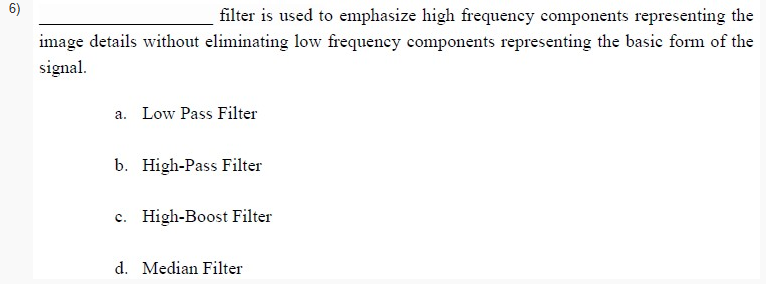 6)
____________________ filter is used to emphasize high frequency components representing the
image details without eliminating low frequency components representing the basic form of the
signal.
a. Low Pass Filter
b. High-Pass Filter
c. High-Boost Filter
d. Median Filter